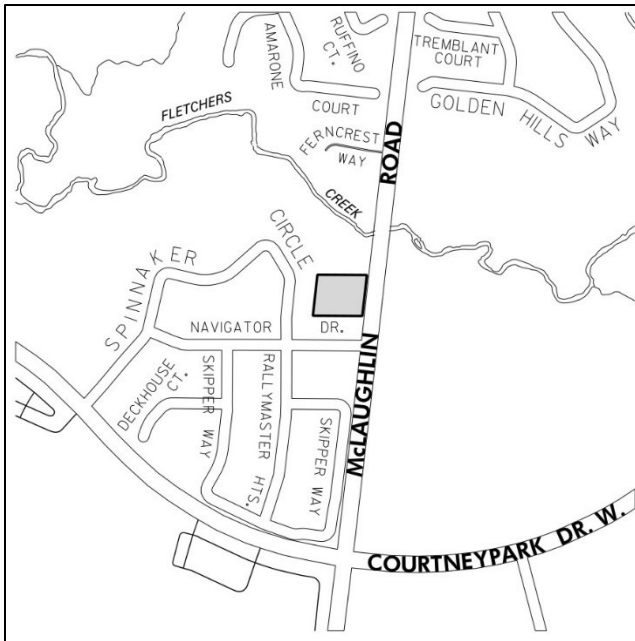 RUFFINO
CT.
AMARONE
COURT
TREMBLANT
COURT
GOLDEN HILLS WAY
FLETCHERS
CREEK
FERNCREST
WAY
ROAD
SPINNAKER
CIRCLE
NAVIGATOR DR.
DECKHOUSE
CT.
SKIPPER WAY
RALLYMASTER HTS.
SKIPPER WAY
McLAUGHLIN
COURTNEYPARK DR. W.